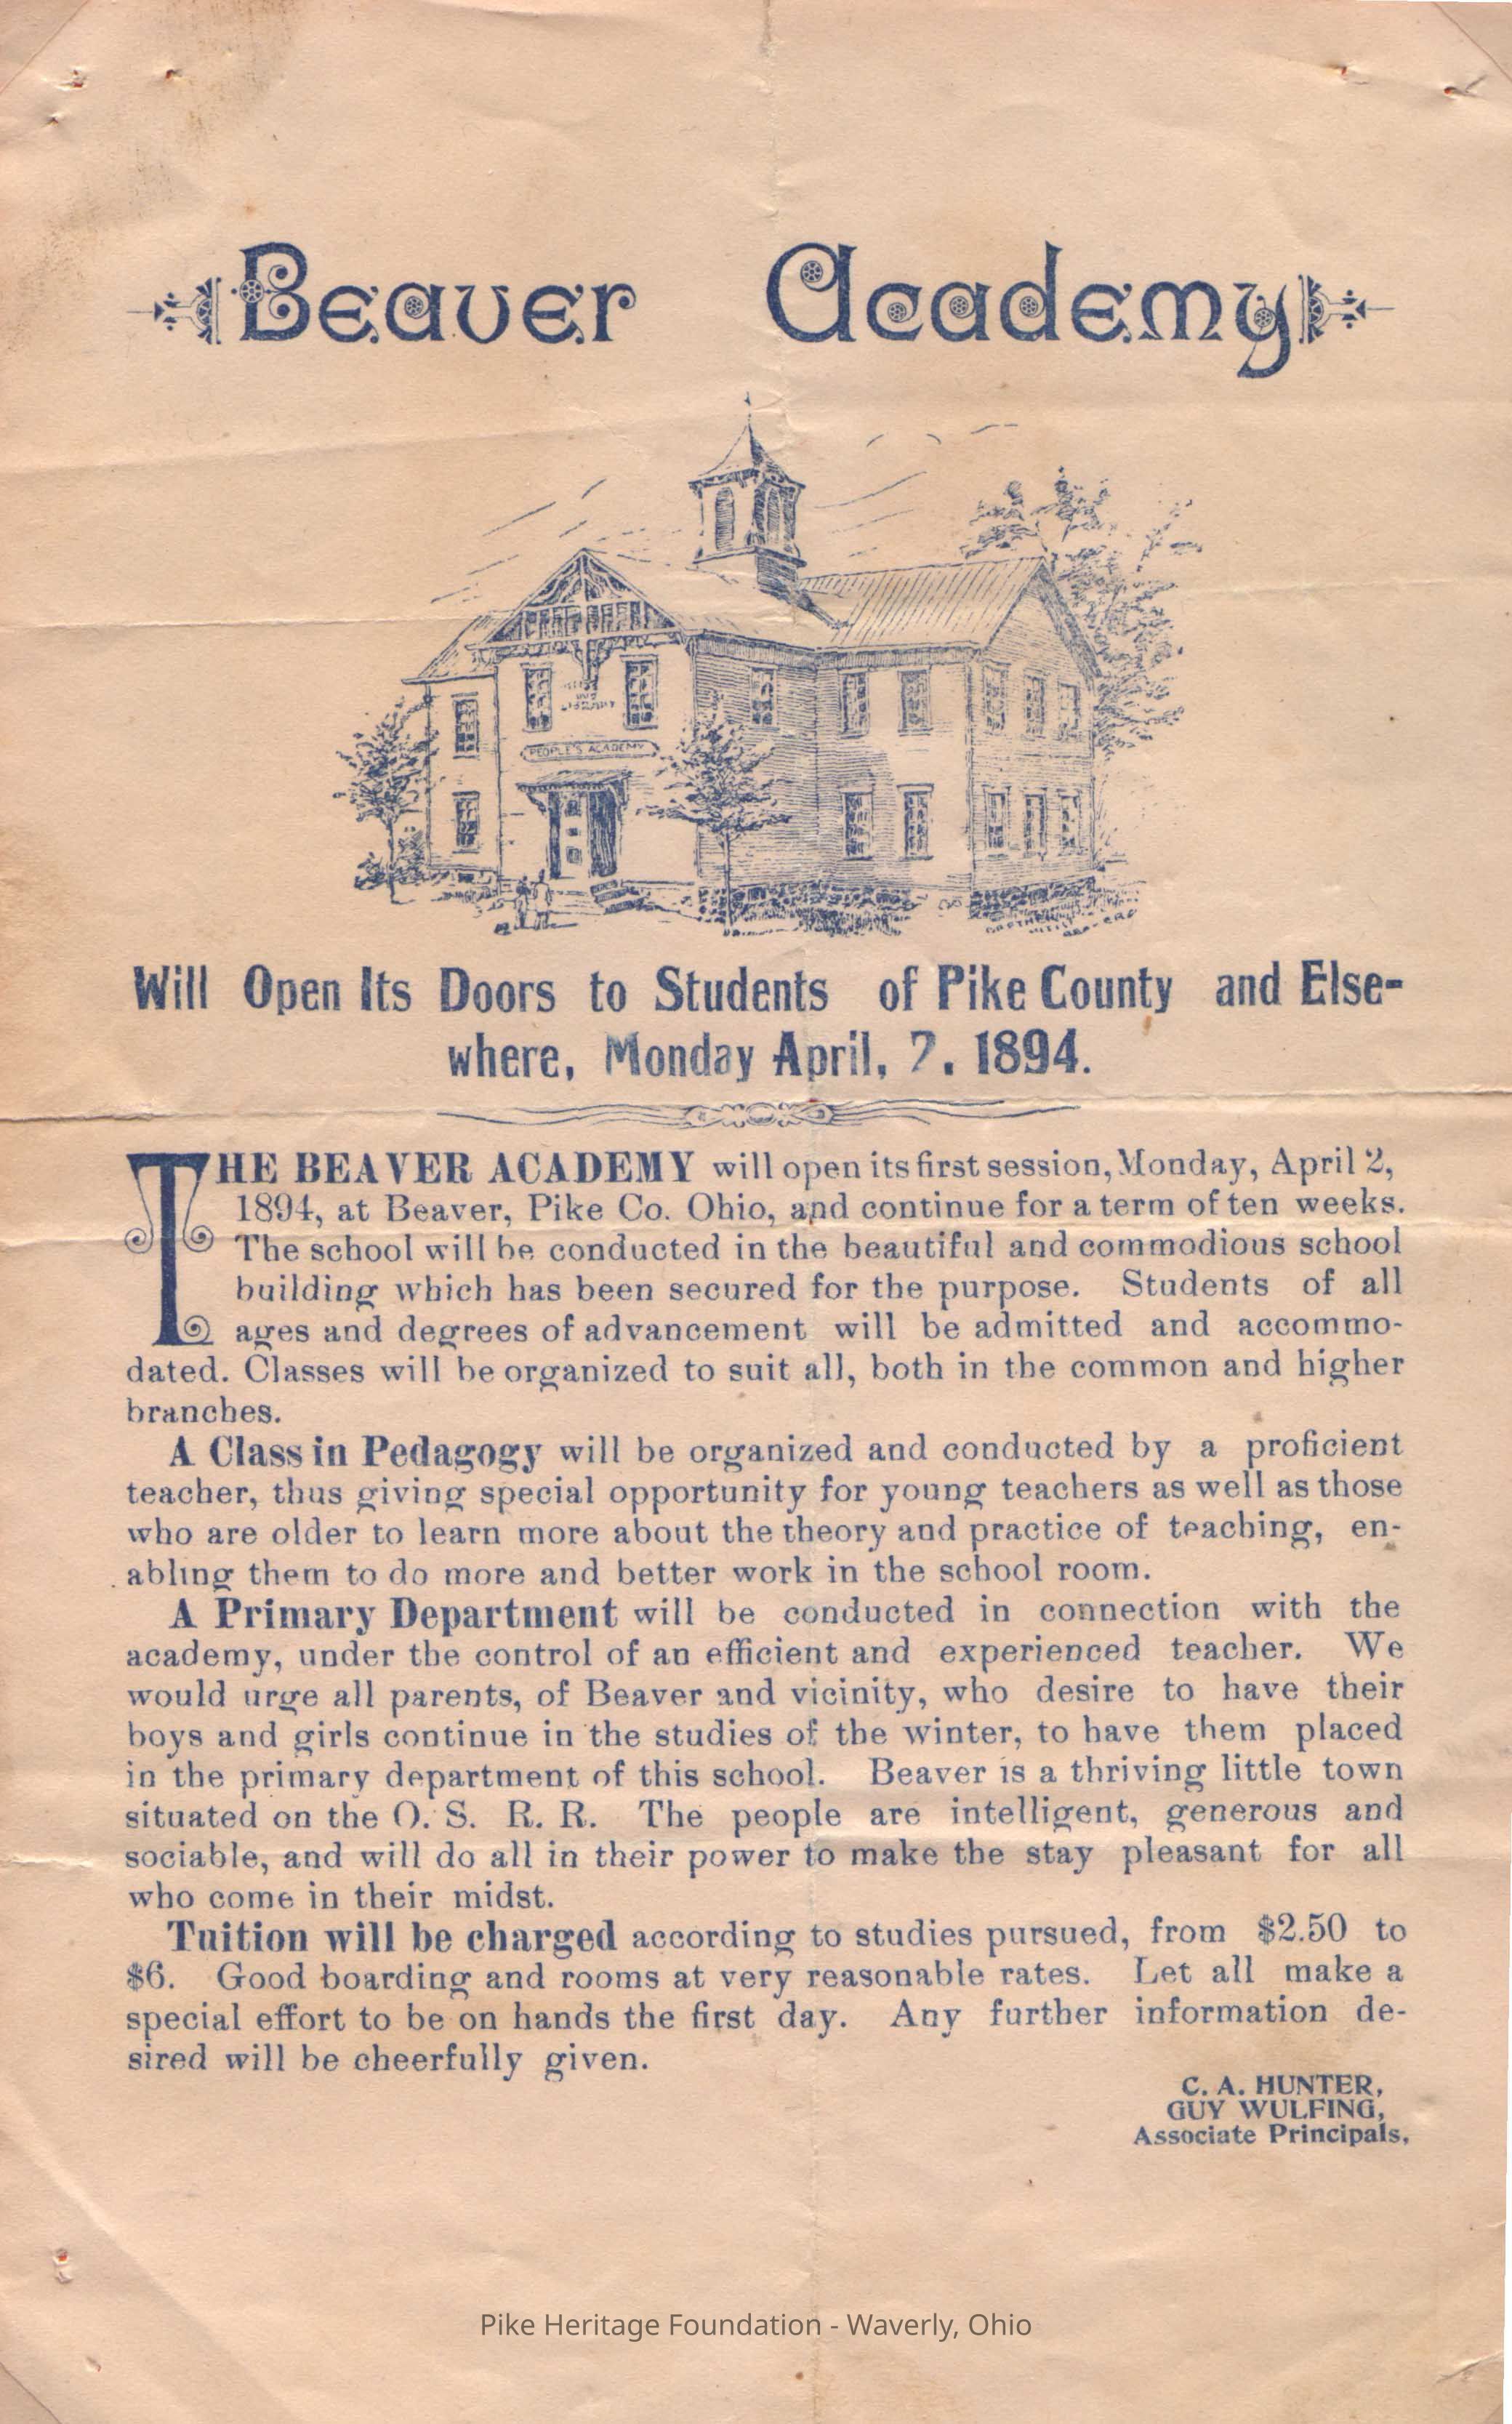 Beaver Academy
PEOPLE'S ACADEMY
Will Open Its Doors to Students of Pike County and Else-
where, Monday April, 2. 1894.
THE BEAVER ACADEMY will open its first session, Monday, April 2,
1894, at Beaver, Pike Co. Ohio, and continue for a term of ten weeks.
The school will be conducted in the beautiful and commodious school
building which has been secured for the purpose. Students of all
ages and degrees of advancement will be admitted and accommo-
dated. Classes will be organized to suit all, both in the common and higher
branches.
A Class in Pedagogy will be organized and conducted by a proficient
teacher, thus giving special opportunity for young teachers as well as those
who are older to learn more about the theory and practice of teaching, en-
abling them to do more and better work in the school room.
A Primary Department will be conducted in connection with the
academy, under the control of an efficient and experienced teacher. We
would urge all parents, of Beaver and vicinity, who desire to have their
boys and girls continue in the studies of the winter, to have them placed
in the primary department of this school. Beaver is a thriving little town
situated on the O. S. R. R. The people are intelligent, generous and
sociable, and will do all in their power to make the stay pleasant for all
who come in their midst.
Tuition will be charged according to studies pursued, from $2.50 to
$6. Good boarding and rooms at very reasonable rates. Let all make a
special effort to be on hands the first day. Any further information de-
sired will be cheerfully given.
C. A. HUNTER,
GUY WULFING,
Associate Principals,
Pike Heritage Foundation - Waverly, Ohio